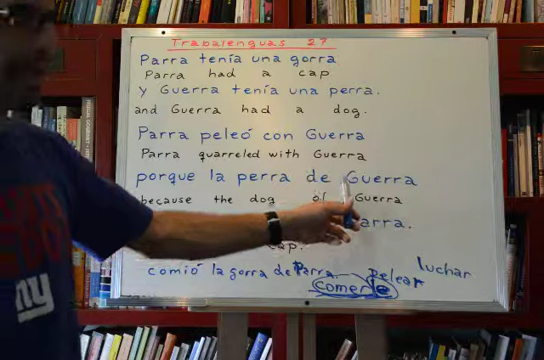 Trabalenguas 27
Parra tenía una gorra
Parra had a cap
y Guerra tenía una perra.
and Guerra had a dog.
Parra peleó con Guerra
Parra quarreled with Guerra
porque la perra de Guerra
because the dog of Guerra
arra.
cap.
comió la gorra de Parra. pelear luchar
comerle
ny